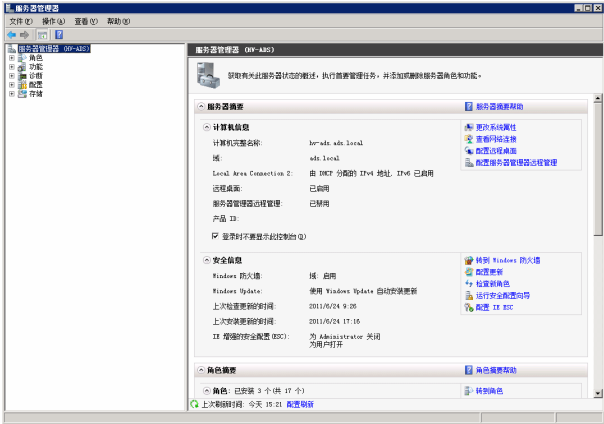 服务器管理器
文件(F) 操作(A) 查看(V) 帮助(H)
服务器管理器 (HV-ADS)
角色
功能
诊断
配置
存储
服务器管理器 (HV-ADS)
获取有关此服务器状态的概述，执行首要管理任务，并添加或删除服务器角色和功能。
服务器摘要
服务器摘要帮助
计算机信息
计算机完整名称: hv-ads.ads.local
域: ads.local
Local Area Connection 2: 由 DHCP 分配的 IPv4 地址, IPv6 已启用
远程桌面: 已启用
服务器管理器远程管理: 已禁用
产品 ID:
登录时不要显示此控制台(D)
更改系统属性
查看网络连接
配置远程桌面
配置服务器管理器远程管理
安全信息
Windows 防火墙: 域: 启用
Windows Update: 使用 Windows Update 自动安装更新
上次检查更新的时间: 2011/6/24 9:26
上次安装更新的时间: 2011/6/24 17:16
IE 增强的安全配置(ESC): 为 Administrator 关闭
为用户打开
转到 Windows 防火墙
配置更新
检查新角色
运行安全配置向导
配置 IE ESC
角色摘要
角色摘要帮助
角色: 已安装 3 个(共 17 个)
转到角色
上次刷新时间: 今天 15:21 配置刷新